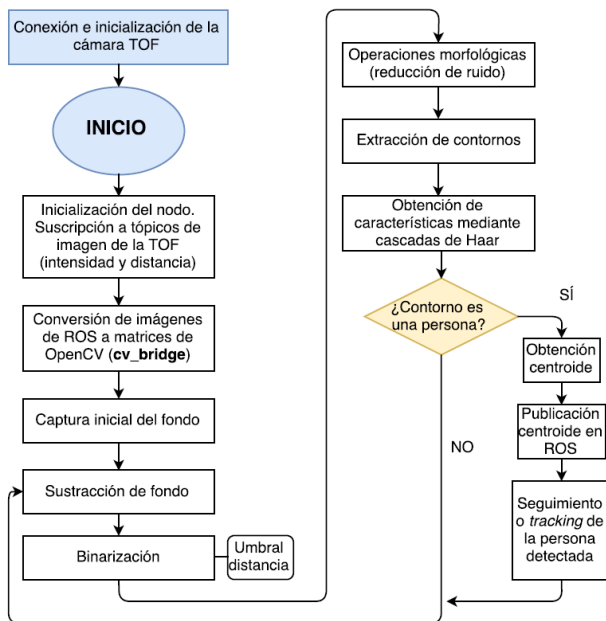 Conexión e inicialización de la
cámara TOF
INICIO
Inicialización del nodo.
Suscripción a tópicos de
imagen de la TOF
(intensidad y distancia)
Conversión de imágenes
de ROS a matrices de
OpenCV (cv_bridge)
Captura inicial del fondo
Sustracción de fondo
Binarización
Umbral
distancia
Operaciones morfológicas
(reducción de ruido)
Extracción de contornos
Obtención de
características mediante
cascadas de Haar
¿Contorno es
una persona?
SÍ
Obtención
centroide
Publicación
centroide en
ROS
NO
Seguimiento
o tracking de
la persona
detectada